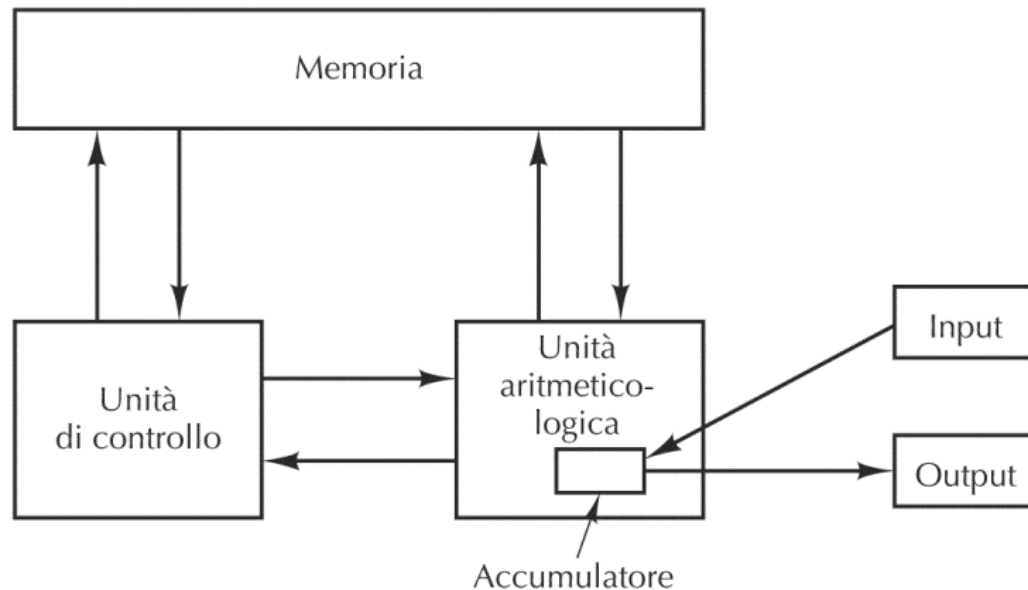 Memoria
Unità
di controllo
Unità
aritmetico-
logica
Input
Output
Accumulatore